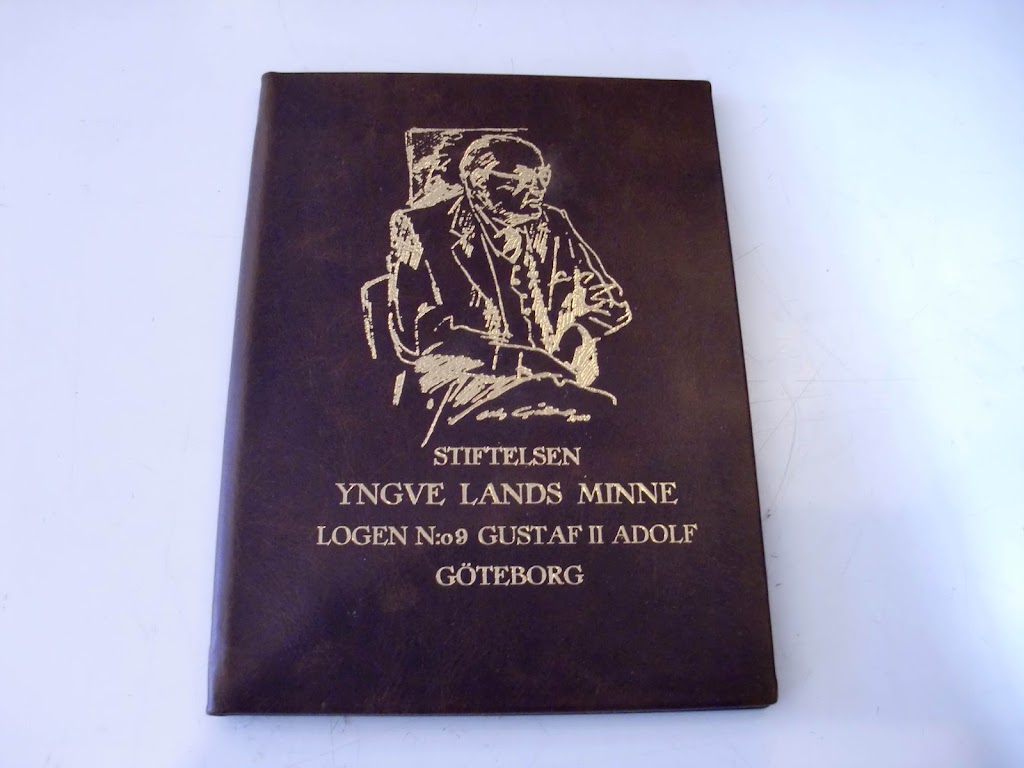 STIFTELSEN
YNGVE LANDS MINNE
LOGEN N:o9 GUSTAF II ADOLF
GÖTEBORG